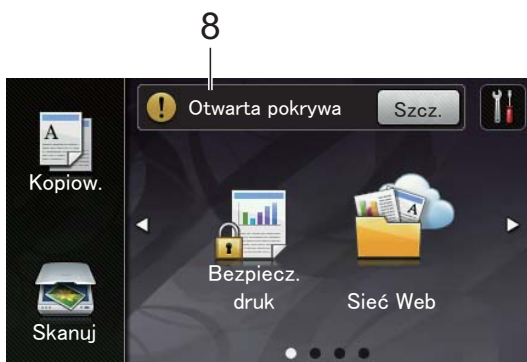 8
Otwarta pokrywa Szcz.
Kopiow.
Bezpiecz.
druk
Sieć Web
Skanuj